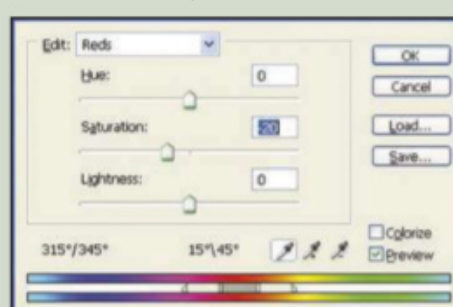 Edit: Reds
OK
Hue: 0
Cancel
Saturation: -20
Load...
Save...
Lightness: 0
Colorize
315°/345° 15°\45°
Preview